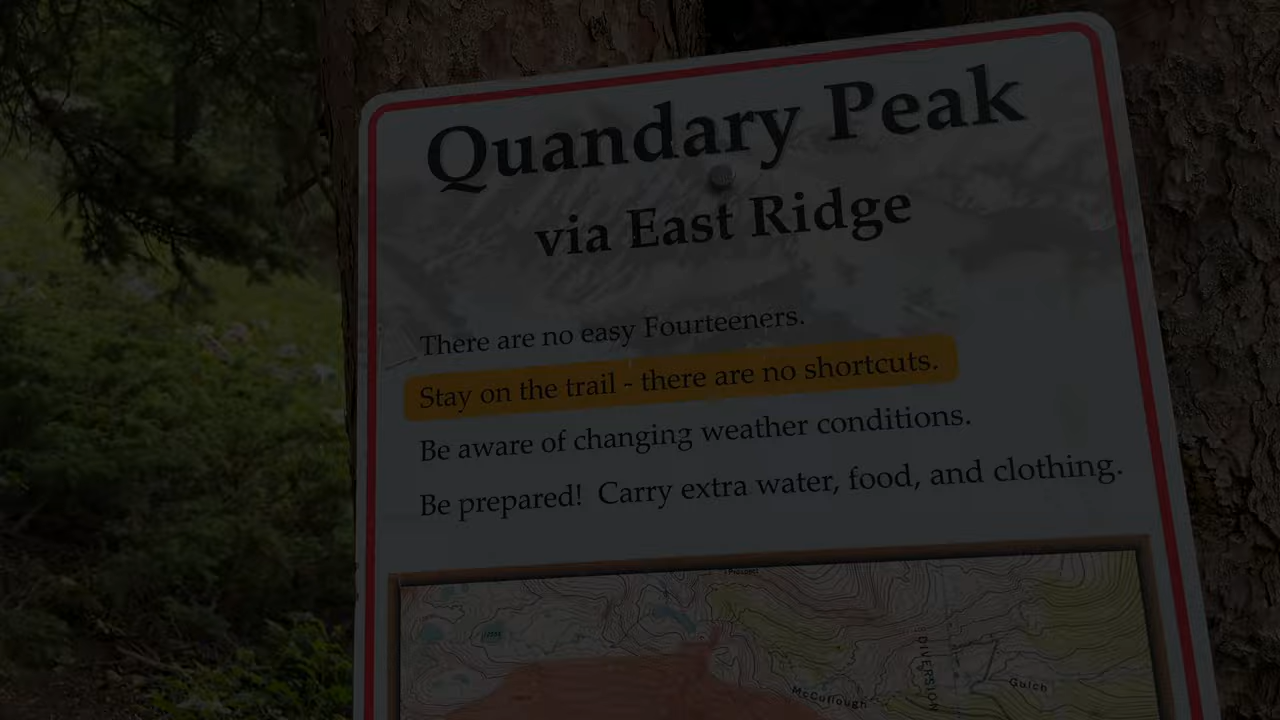 Quandary Peak
via East Ridge
There are no easy Fourteeners.
Stay on the trail - there are no shortcuts.
Be aware of changing weather conditions.
Be prepared!  Carry extra water, food, and clothing.
Prospect
DIVERSION
McCullough
Gulch